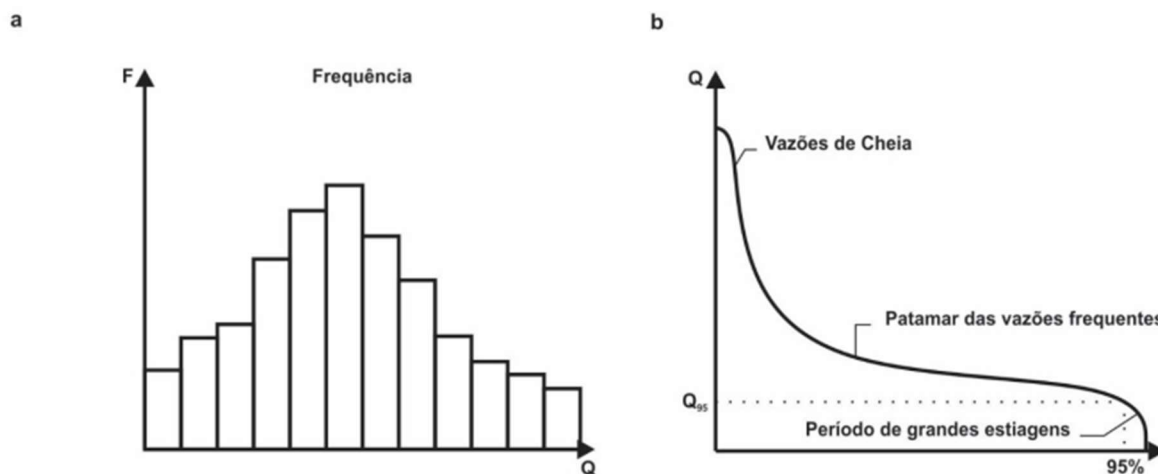 a
b
F
Frequência
Q
Q
Vazões de Cheia
Patamar das vazões frequentes
Q95
Período de grandes estiagens
95%